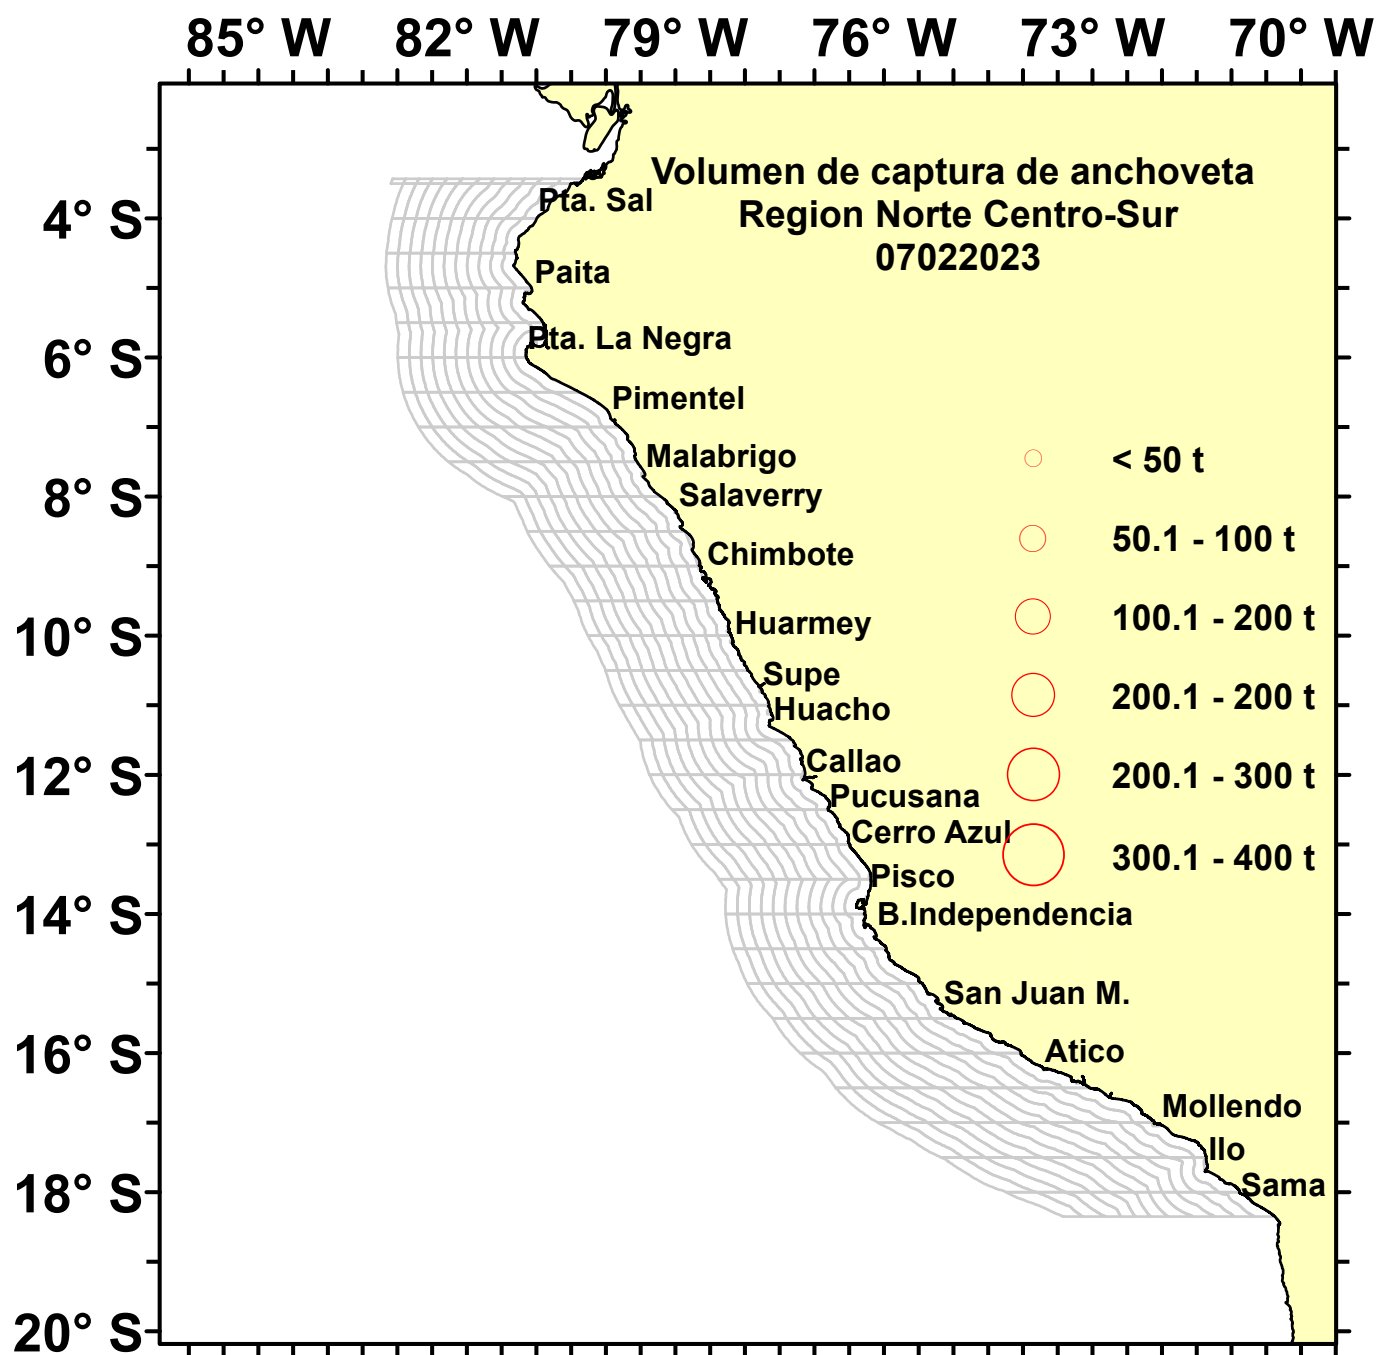 85° W 82° W 79° W 76° W 73° W 70° W
Volumen de captura de anchoveta
Region Norte Centro-Sur
07022023
4° S
6° S
8° S
10° S
12° S
14° S
16° S
18° S
20° S
Pta. Sal
Paita
Pta. La Negra
Pimentel
Malabrigo
Salaverry
Chimbote
Huarmey
Supe
Huacho
Callao
Pucusana
Cerro Azul
Pisco
B.Independencia
San Juan M.
Atico
Mollendo
Ilo
Sama
< 50 t
50.1 - 100 t
100.1 - 200 t
200.1 - 200 t
200.1 - 300 t
300.1 - 400 t